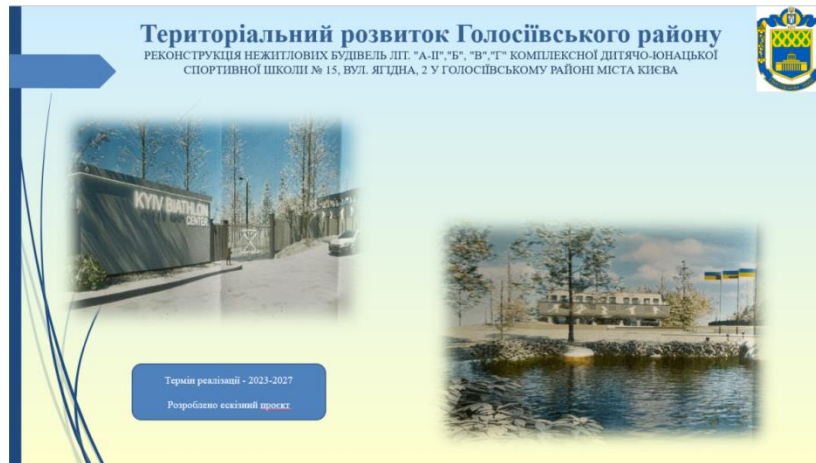 Територіальний розвиток Голосіївського району
РЕКОНСТРУКЦІЯ НЕЖИТЛОВИХ БУДІВЕЛЬ ЛІТ. "А-ІІ","Б", "В","Г" КОМПЛЕКСНОЇ ДИТЯЧО-ЮНАЦЬКОЇ
СПОРТИВНОЇ ШКОЛИ № 15, ВУЛ. ЯГІДНА, 2 У ГОЛОСІЇВСЬКОМУ РАЙОНІ МІСТА КИЄВА
KYIV BIATHLON
CENTER
Термін реалізації - 2023-2027
Розроблено ескізний проєкт